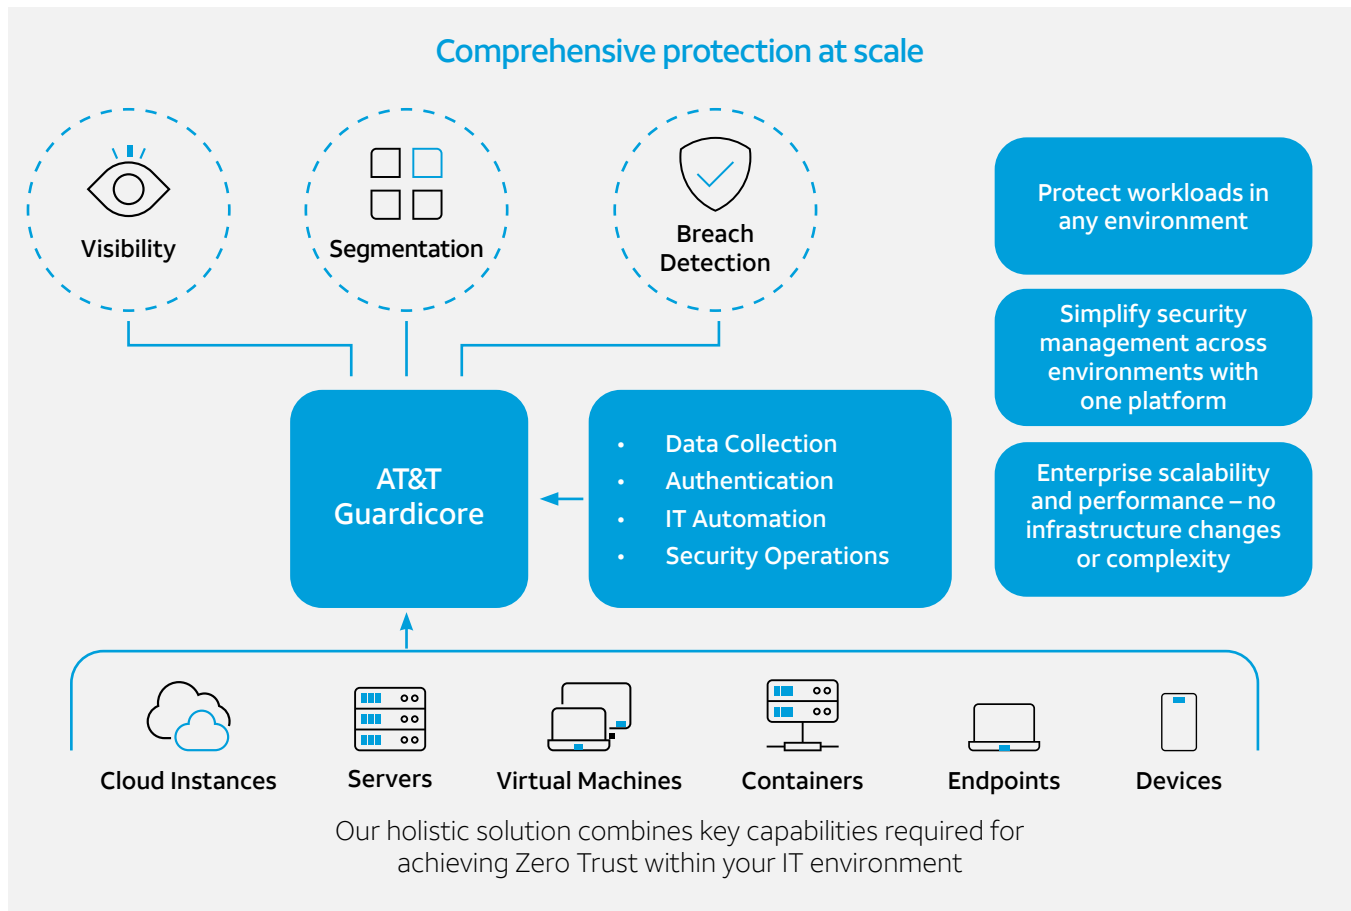 Comprehensive protection at scale
Visibility
Segmentation
Breach
Detection
Protect workloads in
any environment
Simplify security
management across
environments with
one platform
Enterprise scalability
and performance – no
infrastructure changes
or complexity
AT&T
Guardicore
• Data Collection
• Authentication
• IT Automation
• Security Operations
Cloud Instances
Servers
Virtual Machines
Containers
Endpoints
Devices
Our holistic solution combines key capabilities required for
achieving Zero Trust within your IT environment